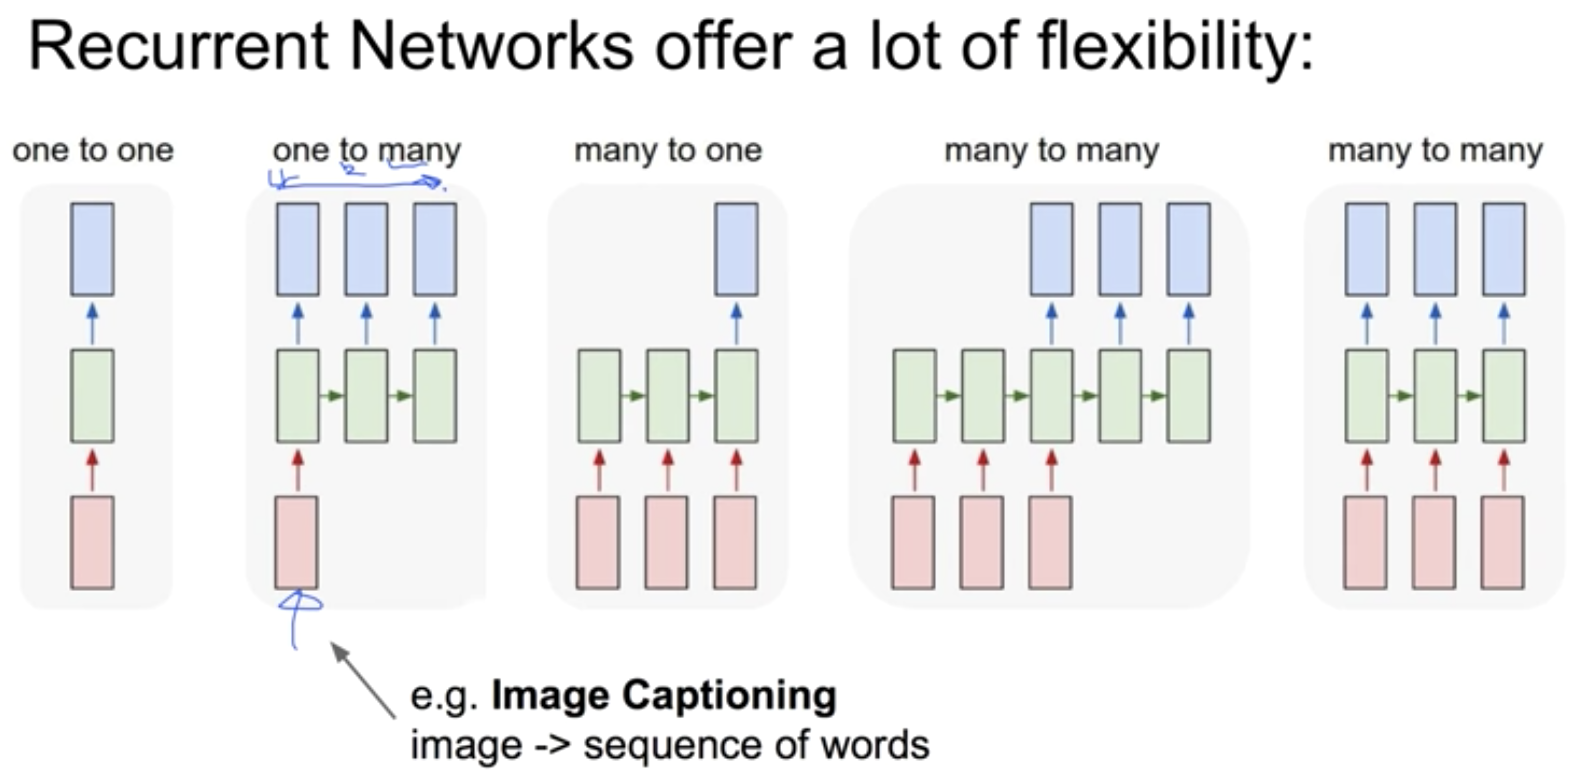 Recurrent Networks offer a lot of flexibility:
one to one
one to many
many to one
many to many
many to many
e.g. Image Captioning
image -> sequence of words